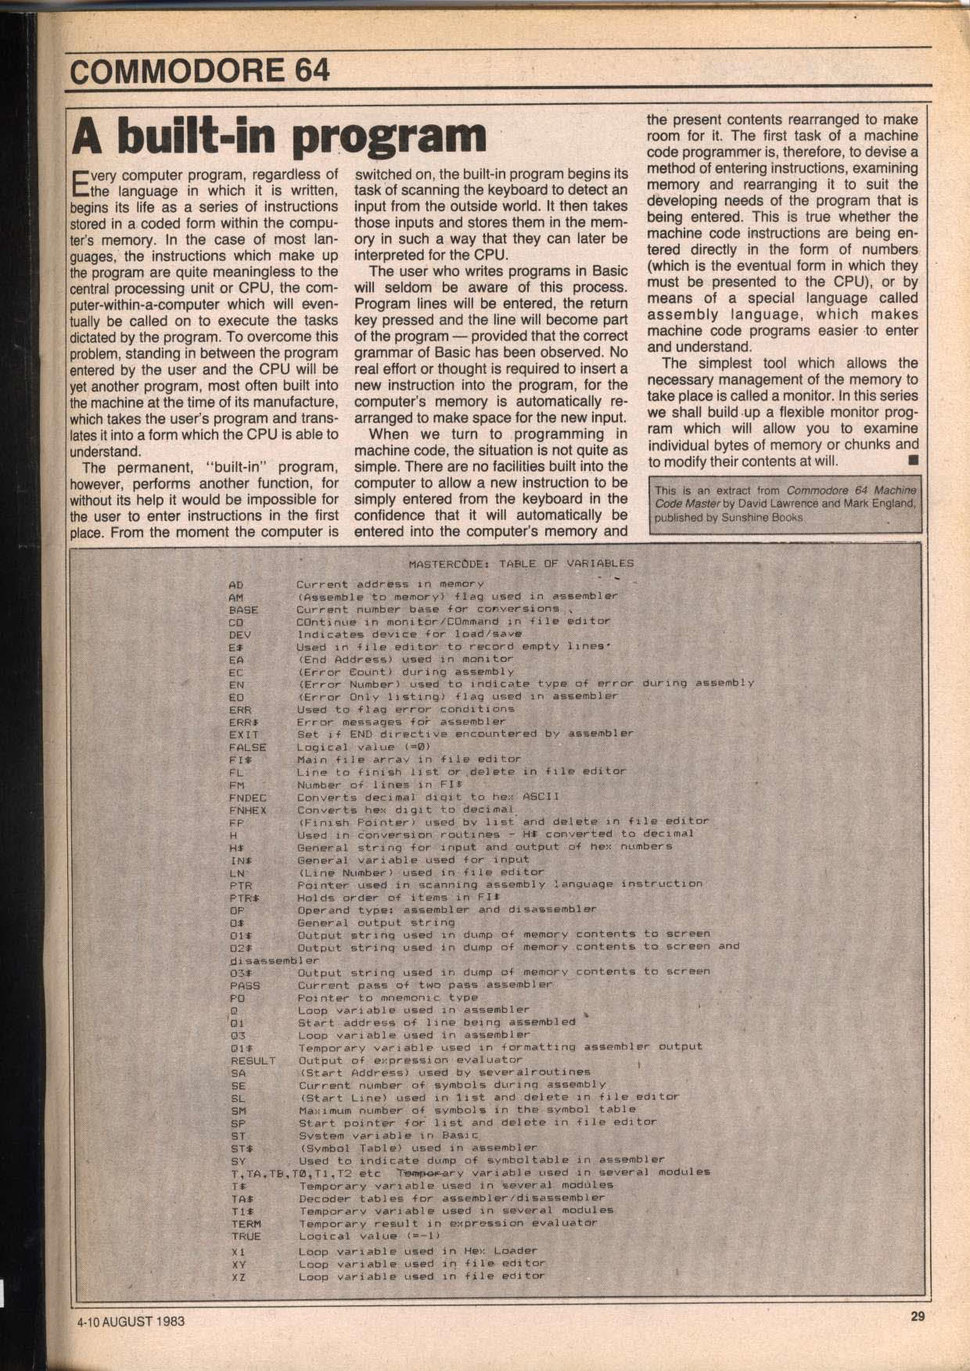 COMMODORE 64
A built-in program
Every computer program, regardless of
the language in which it is written,
begins its life as a series of instructions
stored in a coded form within the compu-
ter's memory. In the case of most lan-
guages, the instructions which make up
the program are quite meaningless to the
central processing unit or CPU, the com-
puter-within-a-computer which will even-
tually be called on to execute the tasks
dictated by the program. To overcome this
problem, standing in between the program
entered by the user and the CPU will be
yet another program, most often built into
the machine at the time of its manufacture,
which takes the user's program and trans-
lates it into a form which the CPU is able to
understand.
The permanent, "built-in" program,
however, performs another function, for
without its help it would be impossible for
the user to enter instructions in the first
place. From the moment the computer is
switched on, the built-in program begins its
task of scanning the keyboard to detect an
input from the outside world. It then takes
those inputs and stores them in the mem-
ory in such a way that they can later be
interpreted for the CPU.
The user who writes programs in Basic
will seldom be aware of this process.
Program lines will be entered, the return
key pressed and the line will become part
of the program — provided that the correct
grammar of Basic has been observed. No
real effort or thought is required to insert a
new instruction into the program, for the
computer's memory is automatically re-
arranged to make space for the new input.
When we turn to programming in
machine code, the situation is not quite as
simple. There are no facilities built into the
computer to allow a new instruction to be
simply entered from the keyboard in the
confidence that it will automatically be
entered into the computer's memory and
the present contents rearranged to make
room for it. The first task of a machine
code programmer is, therefore, to devise a
method of entering instructions, examining
memory and rearranging it to suit the
developing needs of the program that is
being entered. This is true whether the
machine code instructions are being en-
tered directly in the form of numbers
(which is the eventual form in which they
must be presented to the CPU), or by
means of a special language called
assembly language, which makes
machine code programs easier to enter
and understand.
The simplest tool which allows the
necessary management of the memory to
take place is called a monitor. In this series
we shall build up a flexible monitor prog-
ram which will allow you to examine
individual bytes of memory or chunks and
to modify their contents at will. ■
This is an extract from Commodore 64 Machine
Code Master by David Lawrence and Mark England,
published by Sunshine Books
MASTERCODE: TABLE OF VARIABLES
AD Current address in memory
AM (Assemble to memory) flag used in assembler
BASE Current number base for conversions
CO COntinue in monitor/COmmand in file editor
DEV Indicates device for load/save
E$ Used in file editor to record empty lines
EA (End Address) used in monitor
EC (Error Count) during assembly
EN (Error Number) used to indicate type of error during assembly
EO (Error Only listing) flag used in assembler
ERR Used to flag error conditions
ERR$ Error messages for assembler
EXIT Set if END directive encountered by assembler
FALSE Logical value (=0)
FI$ Main file array in file editor
FL Line to finish list or delete in file editor
FM Number of lines in FI$
FNDEC Converts decimal digit to hex ASCII
FNHEX Converts hex digit to decimal
FP (Finish Pointer) used by list and delete in file editor
H Used in conversion routines - H$ converted to decimal
H$ General string for input and output of hex numbers
IN$ General variable used for input
LN (Line Number) used in file editor
PTR Pointer used in scanning assembly language instruction
PTR$ Holds order of items in FI$
OP Operand type: assembler and disassembler
O$ General output string
O1$ Output string used in dump of memory contents to screen
O2$ Output string used in dump of memory contents to screen and
disassembler
O3$ Output string used in dump of memory contents to screen
PASS Current pass of two pass assembler
PO Pointer to mnemonic type
Q Loop variable used in assembler
Q1 Start address of line being assembled
Q3 Loop variable used in assembler
Q1$ Temporary variable used in formatting assembler output
RESULT Output of expression evaluator
SA (Start Address) used by severalroutines
SE Current number of symbols during assembly
SL (Start Line) used in list and delete in file editor
SM Maximum number of symbols in the symbol table
SP Start pointer for list and delete in file editor
ST System variable in Basic
ST$ (Symbol Table) used in assembler
SY Used to indicate dump of symboltable in assembler
T,TA,TB,T0,T1,T2 etc Temporary variable used in several modules
T$ Temporary variable used in several modules
TA$ Decoder tables for assembler/disassembler
T1$ Temporary variable used in several modules
TERM Temporary result in expression evaluator
TRUE Logical value (=-1)
X1 Loop variable used in Hex Loader
XY Loop variable used in file editor
XZ Loop variable used in file editor
4-10 AUGUST 1983
29